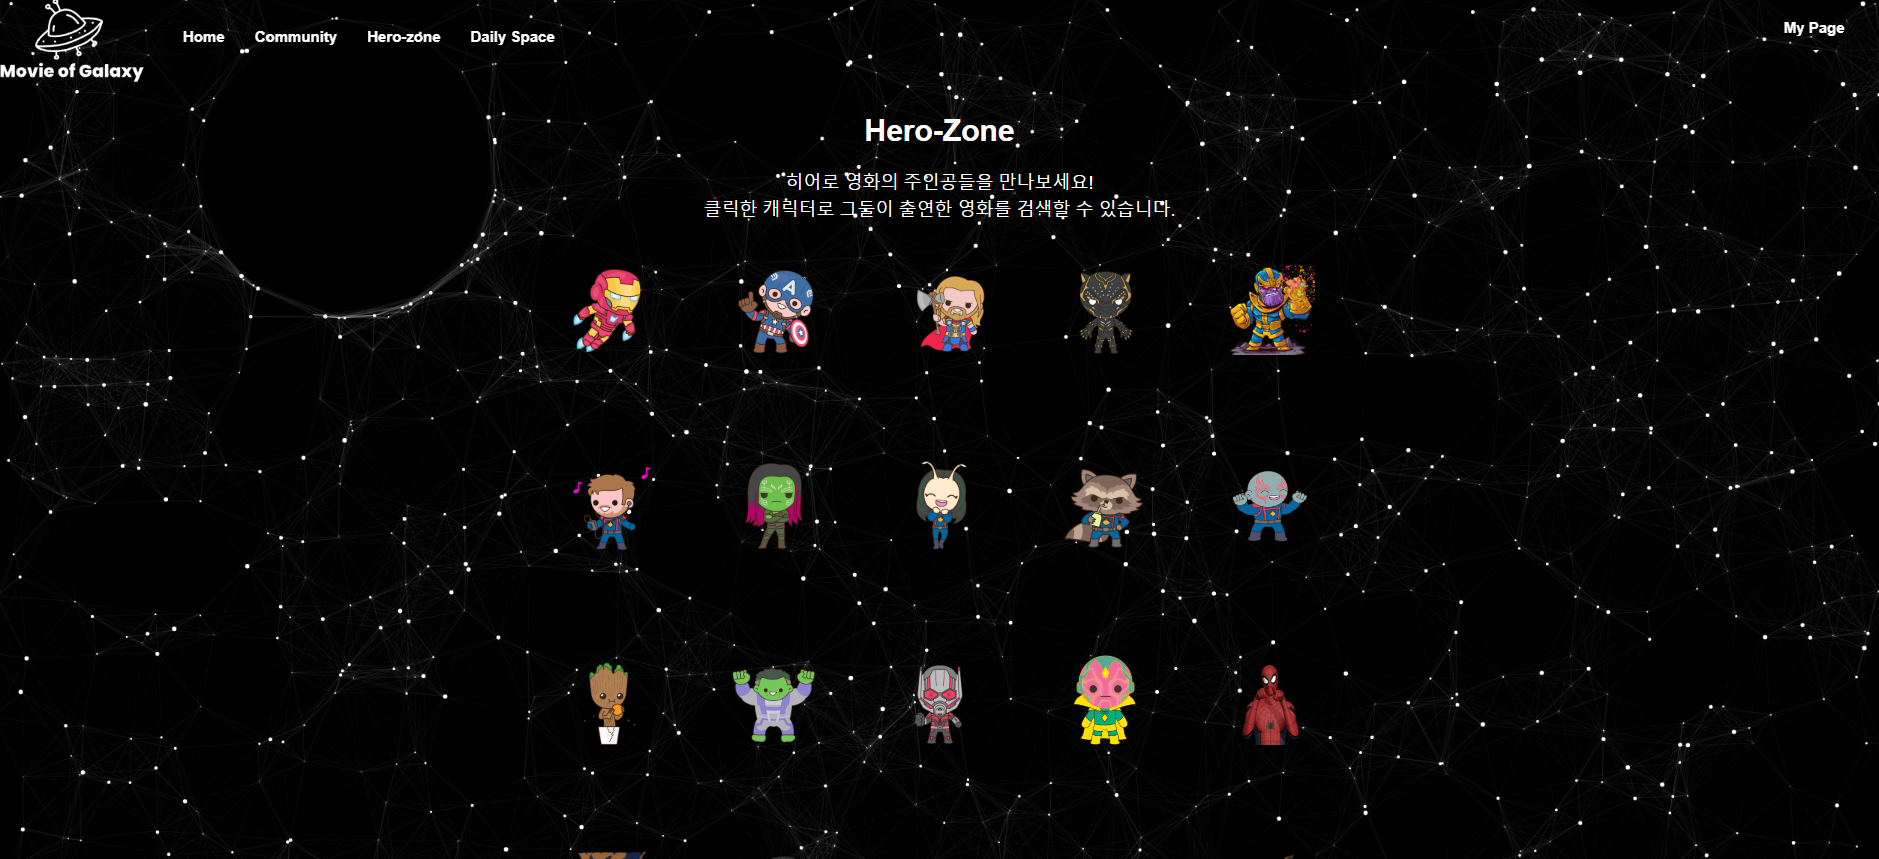 Home
Community
Hero-zone
Daily Space
My Page
Movie of Galaxy
Hero-Zone
히어로 영화의 주인공들을 만나보세요!
클릭한 캐릭터로 그들이 출연한 영화를 검색할 수 있습니다.